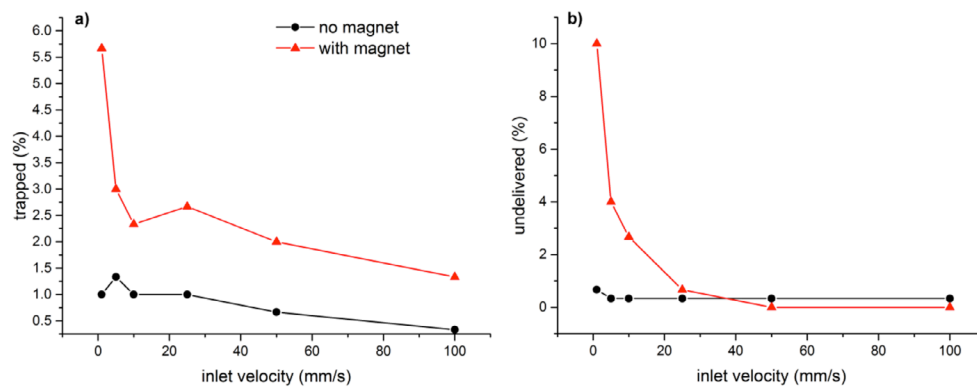 a)
no magnet
with magnet
6.0
5.5
5.0
4.5
4.0
3.5
3.0
2.5
2.0
1.5
1.0
0.5
trapped (%)
0 20 40 60 80 100
inlet velocity (mm/s)
b)
10
8
6
4
2
0
undelivered (%)
0 20 40 60 80 100
inlet velocity (mm/s)